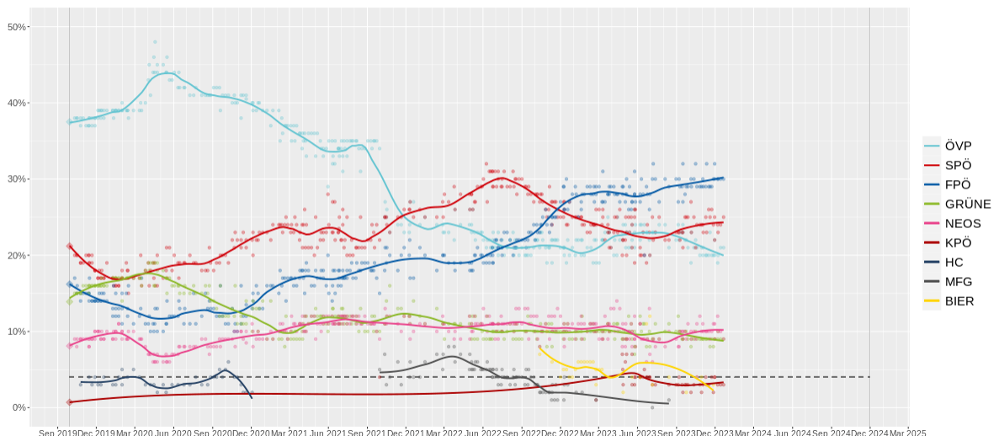 50%
40%
30%
20%
10%
0%
Sep 2019 Dec 2019 Mar 2020 Jun 2020 Sep 2020 Dec 2020 Mar 2021 Jun 2021 Sep 2021 Dec 2021 Mar 2022 Jun 2022 Sep 2022 Dec 2022 Mar 2023 Jun 2023 Sep 2023 Dec 2023 Mar 2024 Jun 2024 Sep 2024 Dec 2024 Mar 2025
ÖVP
SPÖ
FPÖ
GRÜNE
NEOS
KPÖ
HC
MFG
BIER